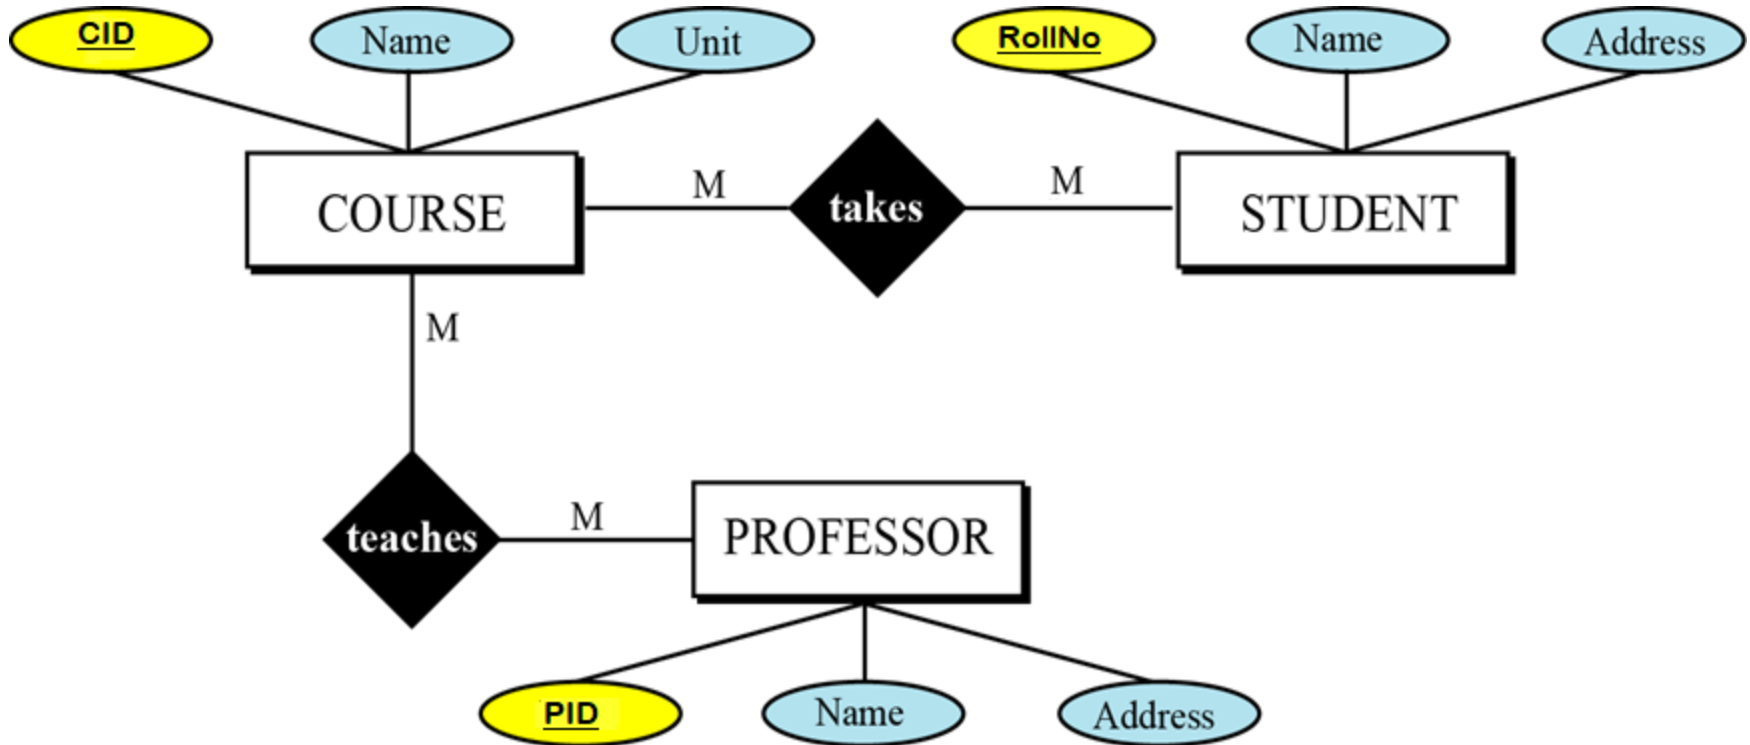 CID Name Unit RollNo Name Address
COURSE M takes M STUDENT
M
teaches M PROFESSOR
PID Name Address